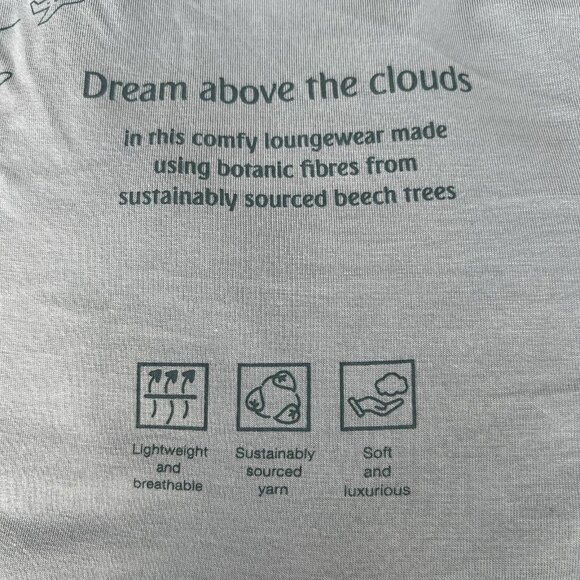 Dream above the clouds
in this comfy loungewear made
using botanic fibres from
sustainably sourced beech trees
Lightweight
and
breathable
Sustainably
sourced
yarn
Soft
and
luxurious